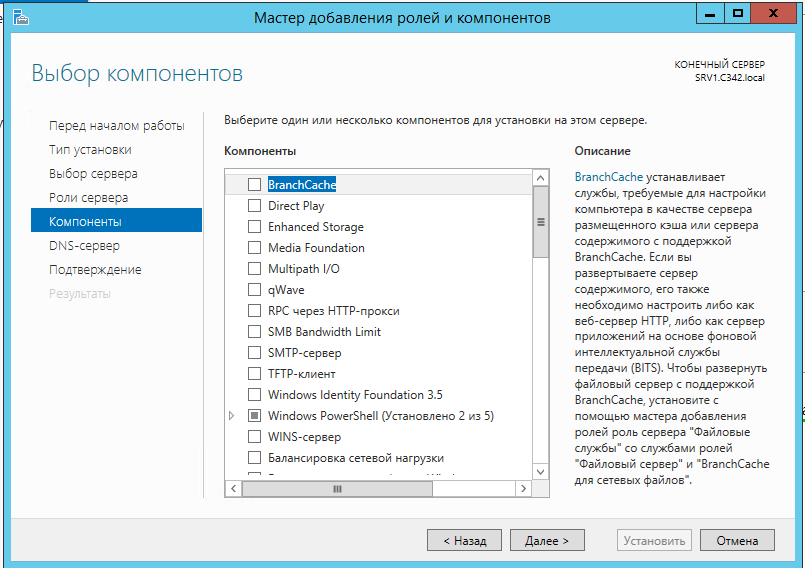 Мастер добавления ролей и компонентов
Выбор компонентов
КОНЕЧНЫЙ СЕРВЕР
SRV1.C342.local
Перед началом работы
Тип установки
Выбор сервера
Роли сервера
Компоненты
DNS-сервер
Подтверждение
Результаты
Выберите один или несколько компонентов для установки на этом сервере.
Компоненты
BranchCache
Direct Play
Enhanced Storage
Media Foundation
Multipath I/O
qWave
RPC через HTTP-прокси
SMB Bandwidth Limit
SMTP-сервер
TFTP-клиент
Windows Identity Foundation 3.5
Windows PowerShell (Установлено 2 из 5)
WINS-сервер
Балансировка сетевой нагрузки
Описание
BranchCache устанавливает
службы, требуемые для настройки
компьютера в качестве сервера
размещенного кэша или сервера
содержимого с поддержкой
BranchCache. Если вы
развертываете сервер
содержимого, его также
необходимо настроить либо как
веб-сервер HTTP, либо как сервер
приложений на основе фоновой
интеллектуальной службы
передачи (BITS). Чтобы развернуть
файловый сервер с поддержкой
BranchCache, установите с
помощью мастера добавления
ролей роль сервера "Файловые
службы" со службами ролей
"Файловый сервер" и "BranchCache
для сетевых файлов".
< Назад
Далее >
Установить
Отмена